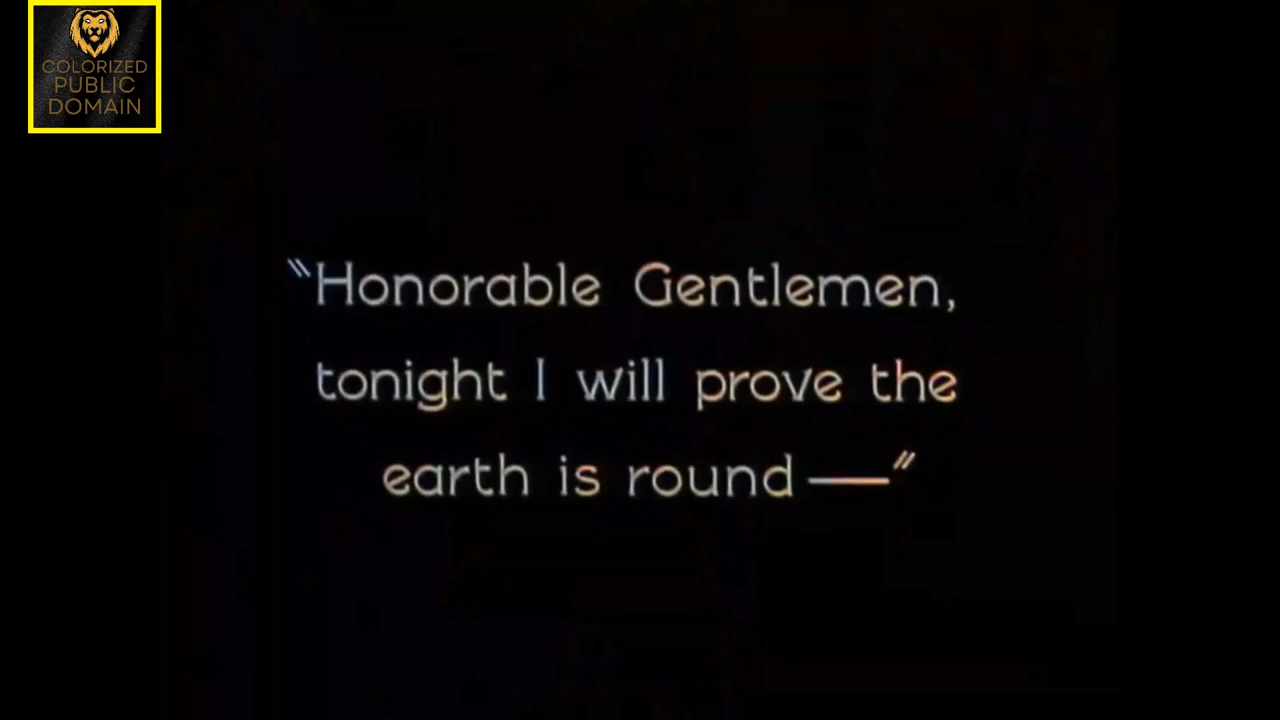 COLORIZED
PUBLIC
DOMAIN
"Honorable Gentlemen,
tonight I will prove the
earth is round—"